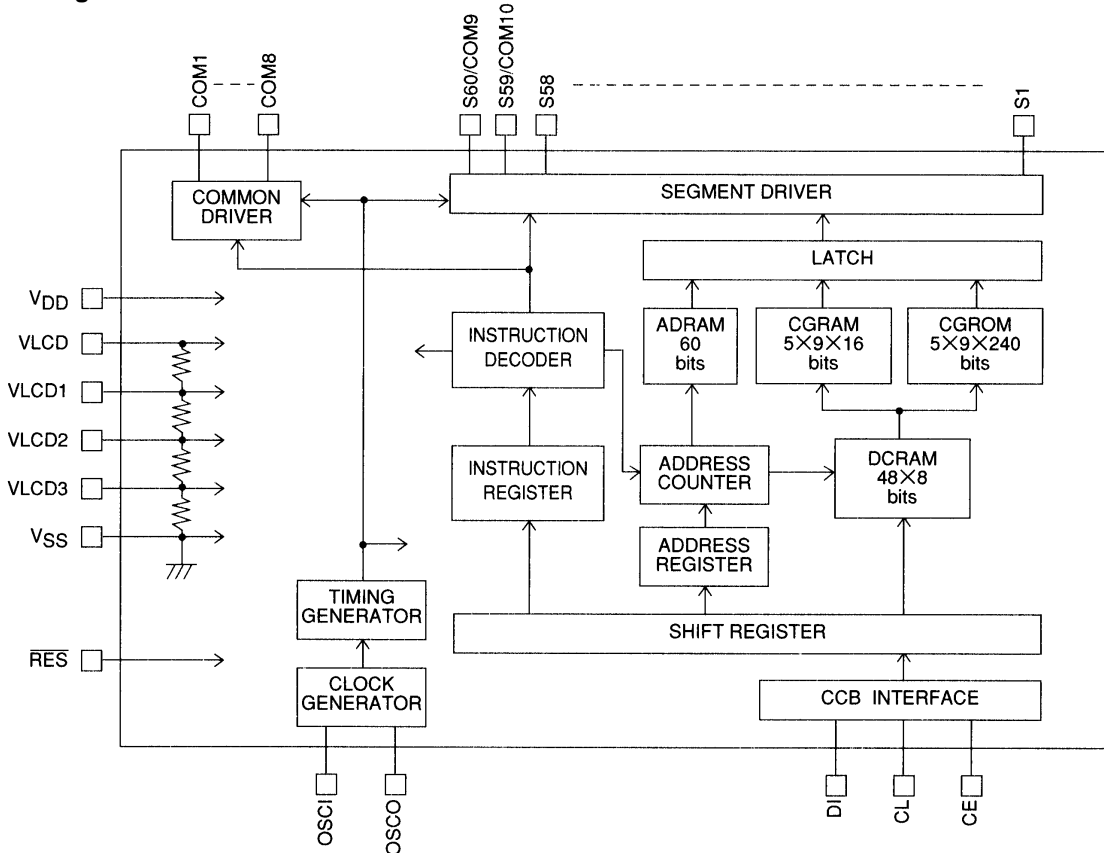 COM1
COM8
S60/COM9
S59/COM10
S58
S1
COMMON
DRIVER
SEGMENT DRIVER
LATCH
VDD
VLCD
VLCD1
VLCD2
VLCD3
VSS
INSTRUCTION
DECODER
ADRAM
60
bits
CGRAM
5×9×16
bits
CGROM
5×9×240
bits
INSTRUCTION
REGISTER
ADDRESS
COUNTER
DCRAM
48×8
bits
ADDRESS
REGISTER
TIMING
GENERATOR
SHIFT REGISTER
RES
CLOCK
GENERATOR
CCB INTERFACE
OSCI
OSCO
DI
CL
CE